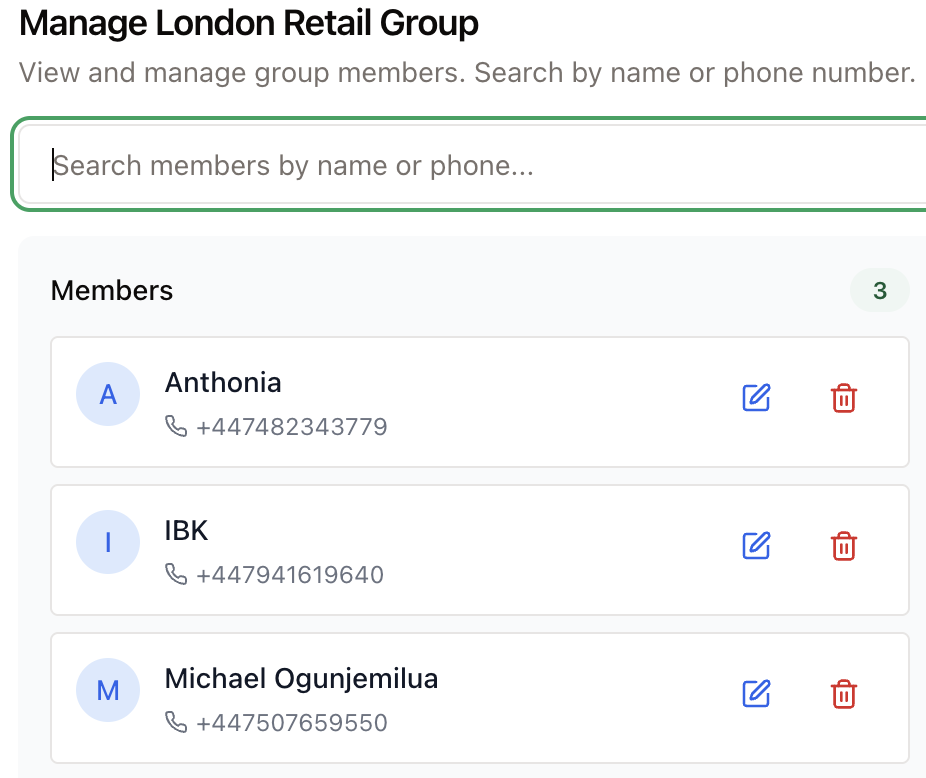 Manage London Retail Group
View and manage group members. Search by name or phone number.
Search members by name or phone...
Members
3
A
Anthonia
+447482343779
I
IBK
+447941619640
M
Michael Ogunjemilua
+447507659550